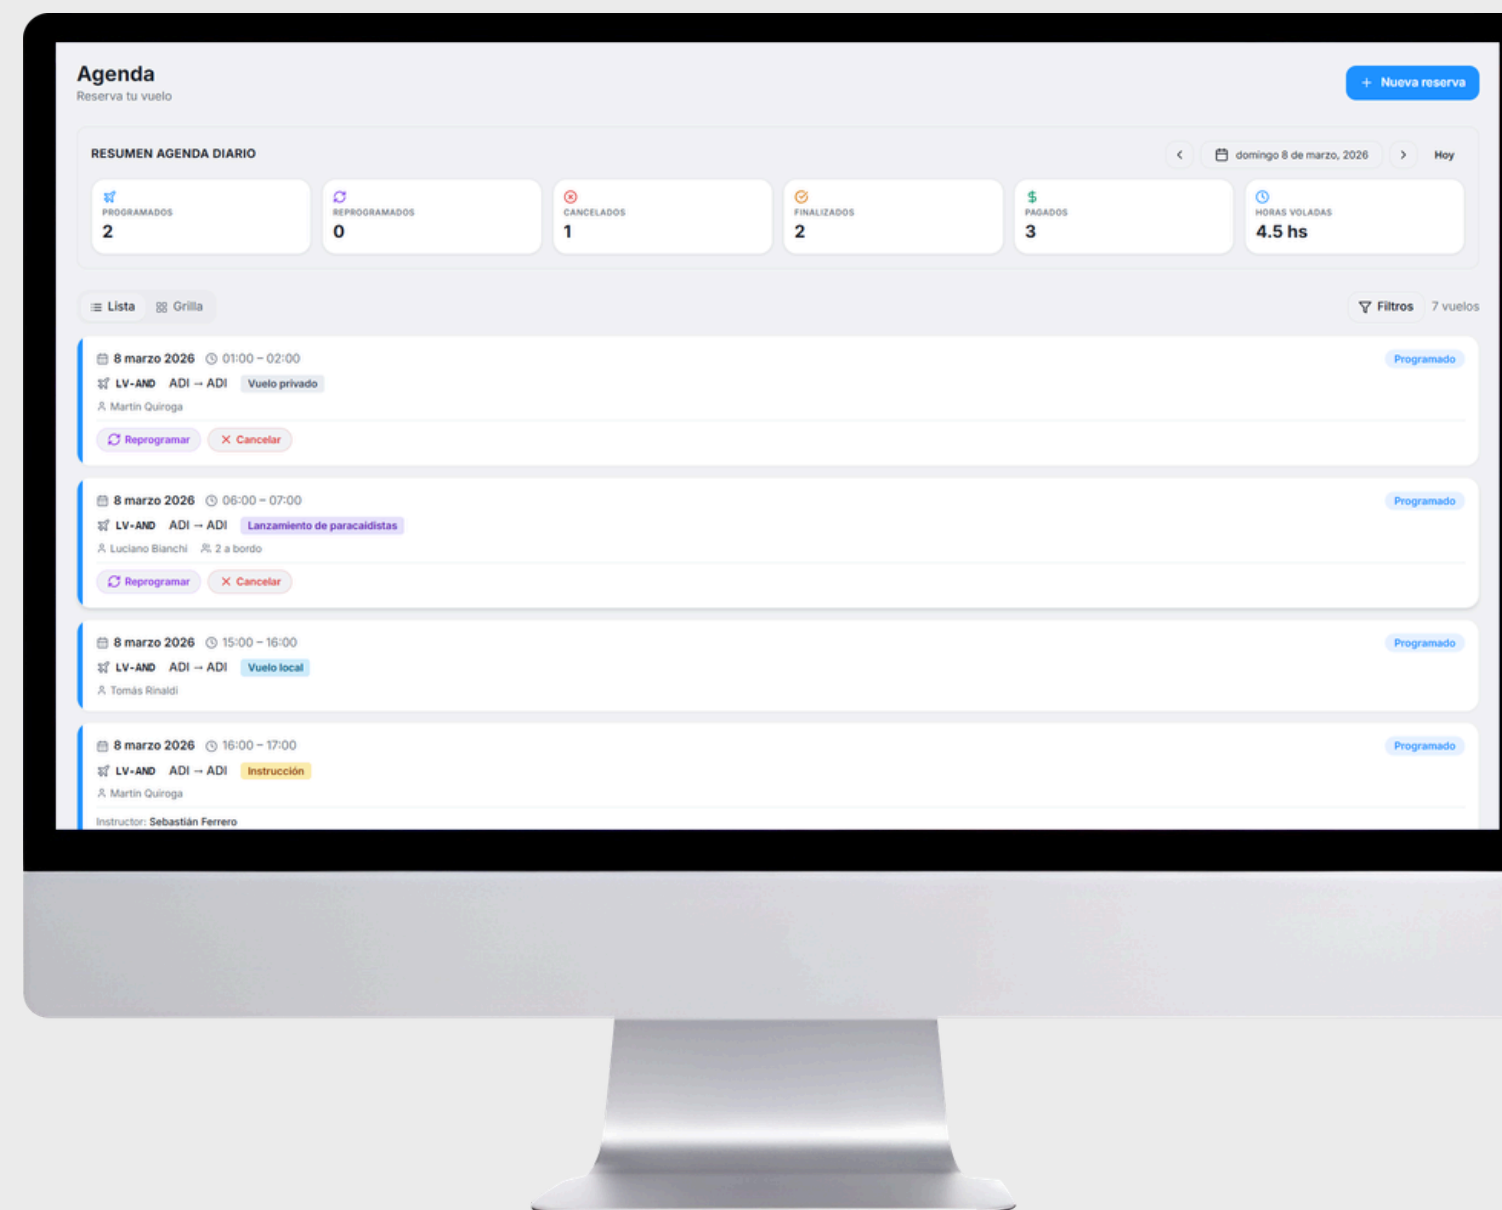 Agenda
Reserva tu vuelo
+ Nueva reserva
RESUMEN AGENDA DIARIO
domingo 8 de marzo, 2026
Hoy
PROGRAMADOS
2
REPROGRAMADOS
0
CANCELADOS
1
FINALIZADOS
2
PAGADOS
3
HORAS VOLADAS
4.5 hs
Lista Grilla
Filtros 7 vuelos
8 marzo 2026 01:00 – 02:00 Programado
LV-AND ADI → ADI Vuelo privado
Martín Quiroga
Reprogramar Cancelar
8 marzo 2026 06:00 – 07:00 Programado
LV-AND ADI → ADI Lanzamiento de paracaidistas
Luciano Bianchi 2 a bordo
Reprogramar Cancelar
8 marzo 2026 15:00 – 16:00 Programado
LV-AND ADI → ADI Vuelo local
Tomás Rinaldi
8 marzo 2026 16:00 – 17:00 Programado
LV-AND ADI → ADI Instrucción
Martín Quiroga
Instructor: Sebastián Ferrero